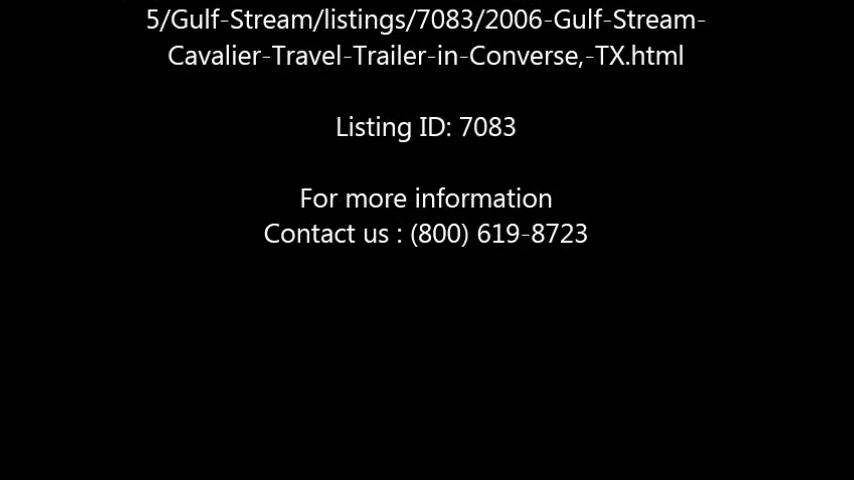 5/Gulf-Stream/listings/7083/2006-Gulf-Stream-
Cavalier-Travel-Trailer-in-Converse,-TX.html
Listing ID: 7083
For more information
Contact us : (800) 619-8723